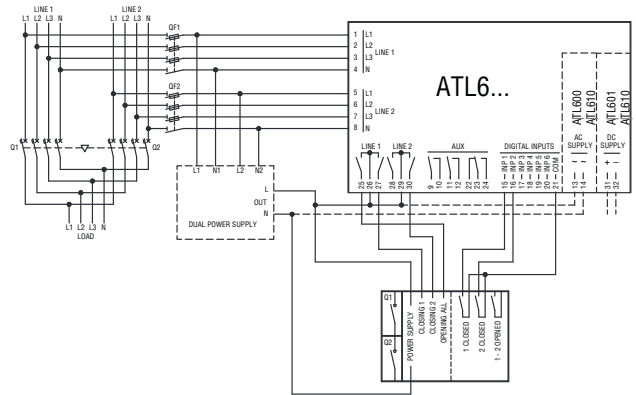 LINE 1 LINE 2
L1 L2 L3 N L1 L2 L3 N
QF1
QF2
Q1 Q2
L1 L2 L3 N
LOAD
L1 N1 L2 N2
L
OUT
N
DUAL POWER SUPPLY
1 L1
2 L2
3 L3
4 N
LINE 1
5 L1
6 L2
7 L3
8 N
LINE 2
ATL6...
ATL600
ATL610
ATL601
ATL610
AC
SUPPLY
~ ~
DC
SUPPLY
+ –
LINE 1 LINE 2 AUX DIGITAL INPUTS
25 26 27 28 29 30 9 10 11 12 22 23 24
15 - INP 1
16 - INP 2
17 - INP 3
18 - INP 4
19 - INP 5
20 - INP 6
21 - COM
13 14 31 32
Q1
Q2
POWER SUPPLY
CLOSING 1
CLOSING 2
OPENING ALL
1 CLOSED
2 CLOSED
1 - 2 OPENED